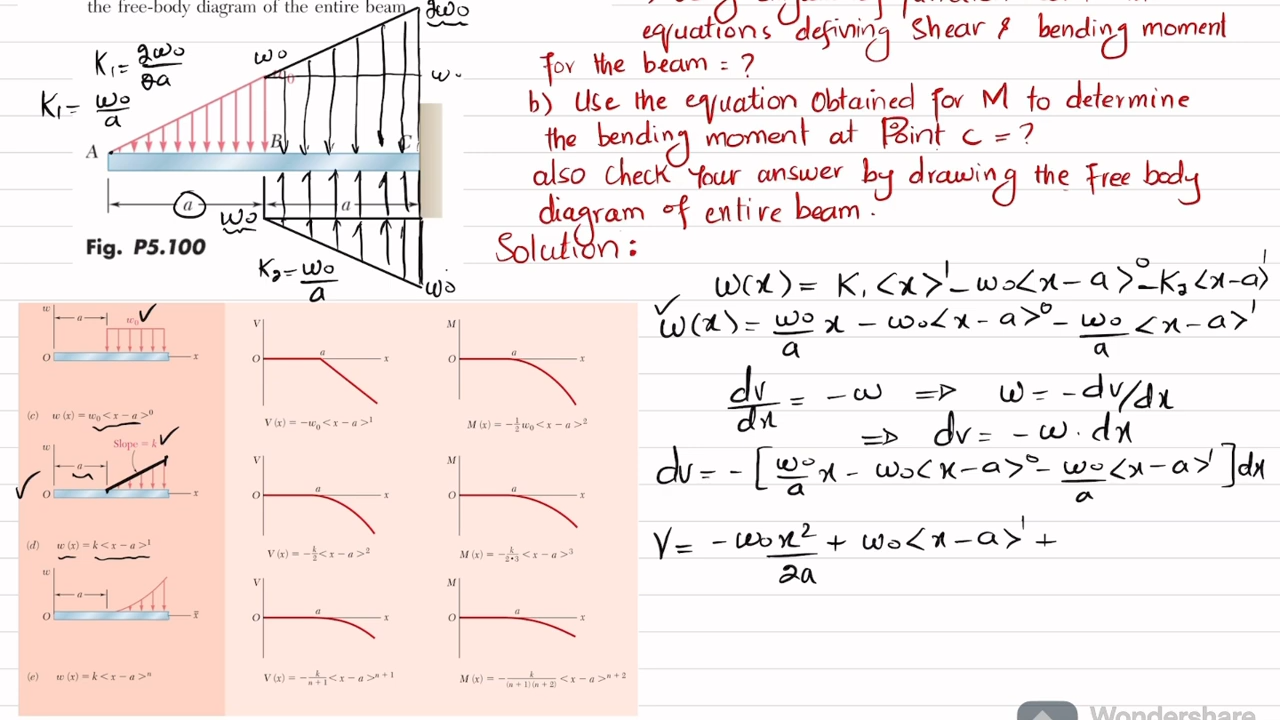 the free-body diagram of the entire beam
2w0
w0
w0
K1 = 2w0/2a
K1 = w0/a
A
B
C
a
a
w0
Fig. P5.100
K2 = w0/a
w0
equations defining Shear & bending moment
for the beam = ?
b) Use the equation Obtained for M to determine
the bending moment at Point C = ?
also Check Your answer by drawing the Free body
diagram of entire beam.
Solution:
w(x) = K1<x>^1 - w0<x-a>^0 - K2<x-a>^1
w(x) = w0/a x - w0<x-a>^0 - w0/a <x-a>^1
dv/dx = -w => w = -dv/dx
=> dv = -w.dx
dv = -[w0/a x - w0<x-a>^0 - w0/a <x-a>^1]dx
V = -w0x^2/2a + w0<x-a>^1 +
w
a
w0
O
x
V
a
O
x
M
a
O
x
(c) w(x) = w0<x-a>^0
V(x) = -w0<x-a>^1
M(x) = -1/2 w0<x-a>^2
w
Slope = k
a
O
x
V
a
O
x
M
a
O
x
(d) w(x) = k<x-a>^1
V(x) = -k/2 <x-a>^2
M(x) = -k/2·3 <x-a>^3
w
a
O
x
V
a
O
x
M
a
O
x
(e) w(x) = k<x-a>^n
V(x) = -k/n+1 <x-a>^n+1
M(x) = -k/(n+1)(n+2) <x-a>^n+2
Wondershare